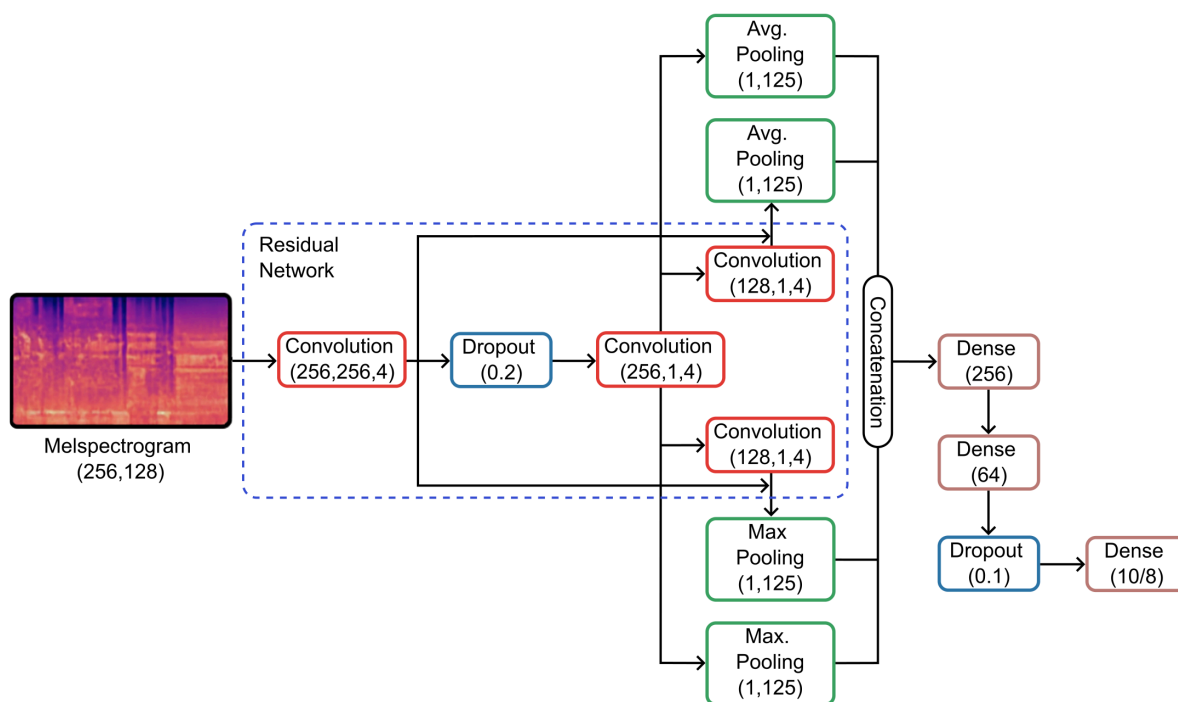 Avg.
Pooling
(1,125)
Avg.
Pooling
(1,125)
Residual
Network
Convolution
(128,1,4)
Convolution
(256,256,4)
Dropout
(0.2)
Convolution
(256,1,4)
Melspectrogram
(256,128)
Convolution
(128,1,4)
Max
Pooling
(1,125)
Max.
Pooling
(1,125)
Concatenation
Dense
(256)
Dense
(64)
Dropout
(0.1)
Dense
(10/8)